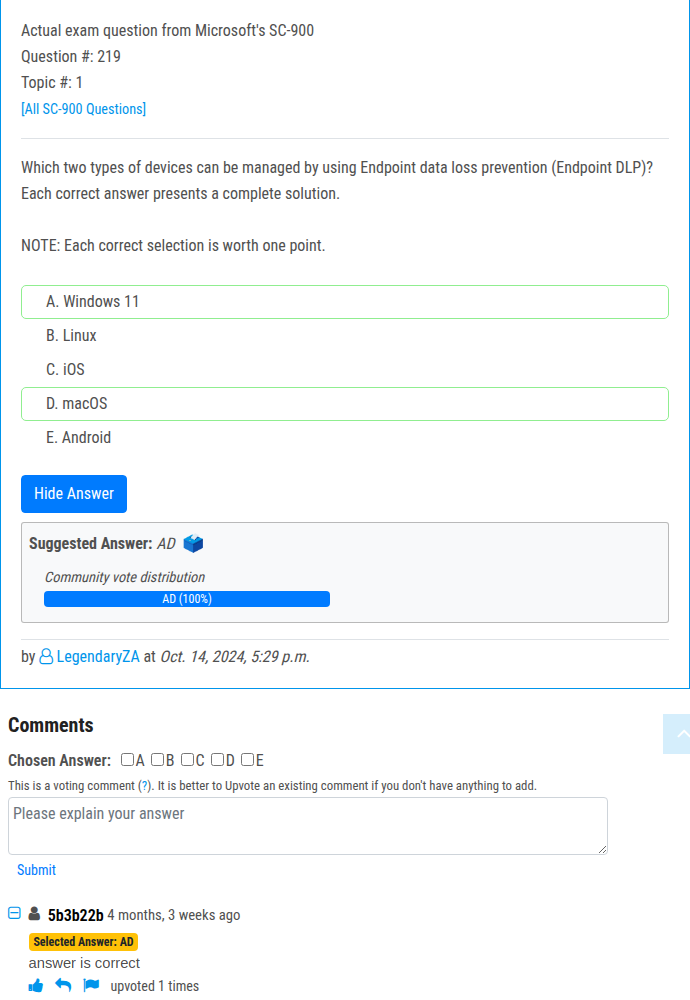 Actual exam question from Microsoft's SC-900
Question #: 219
Topic #: 1
[All SC-900 Questions]
Which two types of devices can be managed by using Endpoint data loss prevention (Endpoint DLP)?
Each correct answer presents a complete solution.
NOTE: Each correct selection is worth one point.
A. Windows 11
B. Linux
C. iOS
D. macOS
E. Android
Hide Answer
Suggested Answer: AD
Community vote distribution
AD (100%)
by LegendaryZA at Oct. 14, 2024, 5:29 p.m.
Comments
Chosen Answer: A B C D E
This is a voting comment (?). It is better to Upvote an existing comment if you don't have anything to add.
Please explain your answer
Submit
5b3b22b 4 months, 3 weeks ago
Selected Answer: AD
answer is correct
upvoted 1 times